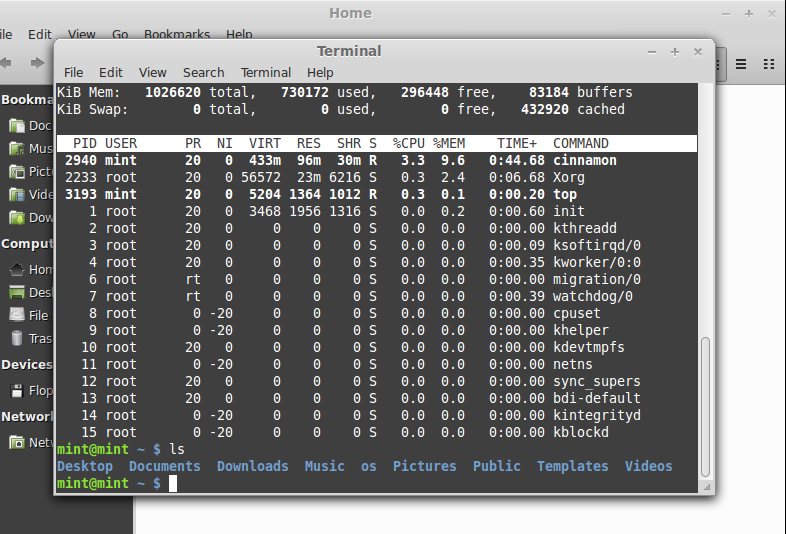 Home
ile Edit View Go Bookmarks Help
Terminal
File Edit View Search Terminal Help
KiB Mem: 1026620 total, 730172 used, 296448 free, 83184 buffers
KiB Swap: 0 total, 0 used, 0 free, 432920 cached
PID USER PR NI VIRT RES SHR S %CPU %MEM TIME+ COMMAND
2940 mint 20 0 433m 96m 30m R 3.3 9.6 0:44.68 cinnamon
2233 root 20 0 56572 23m 6216 S 0.3 2.4 0:06.68 Xorg
3193 mint 20 0 5204 1364 1012 R 0.3 0.1 0:00.20 top
1 root 20 0 3468 1956 1316 S 0.0 0.2 0:00.60 init
2 root 20 0 0 0 0 S 0.0 0.0 0:00.00 kthreadd
3 root 20 0 0 0 0 S 0.0 0.0 0:00.09 ksoftirqd/0
4 root 20 0 0 0 0 S 0.0 0.0 0:00.35 kworker/0:0
6 root rt 0 0 0 0 S 0.0 0.0 0:00.00 migration/0
7 root rt 0 0 0 0 S 0.0 0.0 0:00.39 watchdog/0
8 root 0 -20 0 0 0 S 0.0 0.0 0:00.00 cpuset
9 root 0 -20 0 0 0 S 0.0 0.0 0:00.00 khelper
10 root 20 0 0 0 0 S 0.0 0.0 0:00.00 kdevtmpfs
11 root 0 -20 0 0 0 S 0.0 0.0 0:00.00 netns
12 root 20 0 0 0 0 S 0.0 0.0 0:00.00 sync_supers
13 root 20 0 0 0 0 S 0.0 0.0 0:00.00 bdi-default
14 root 0 -20 0 0 0 S 0.0 0.0 0:00.00 kintegrityd
15 root 0 -20 0 0 0 S 0.0 0.0 0:00.00 kblockd
mint@mint ~ $ ls
Desktop Documents Downloads Music os Pictures Public Templates Videos
mint@mint ~ $
Bookma
Doc
Mus
Pict
Vide
Dow
Comput
Hom
Desk
File
Tras
Devices
Flop
Network
Netw